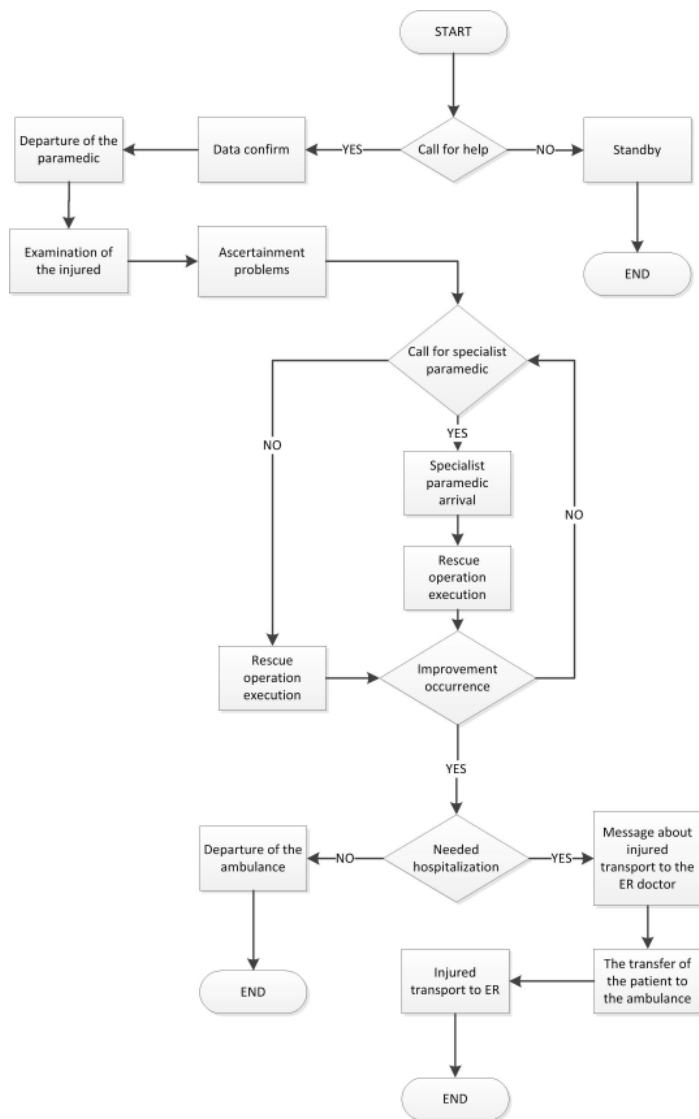 START
Call for help
YES
NO
Data confirm
Departure of the
paramedic
Standby
END
Examination of
the injured
Ascertainment
problems
Call for specialist
paramedic
NO
YES
NO
Specialist
paramedic
arrival
Rescue
operation
execution
Rescue
operation
execution
Improvement
occurrence
YES
Needed
hospitalization
NO
YES
Departure of the
ambulance
END
Message about
injured
transport to the
ER doctor
The transfer of
the patient to
the ambulance
Injured
transport to ER
END